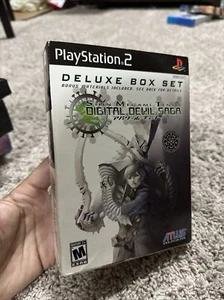 PlayStation 2
DELUXE BOX SET
BONUS MATERIALS INCLUDED. SEE BACK FOR DETAILS
SHIN MEGAMI TENSEI
DIGITAL DEVIL SAGA
M
ATLUS